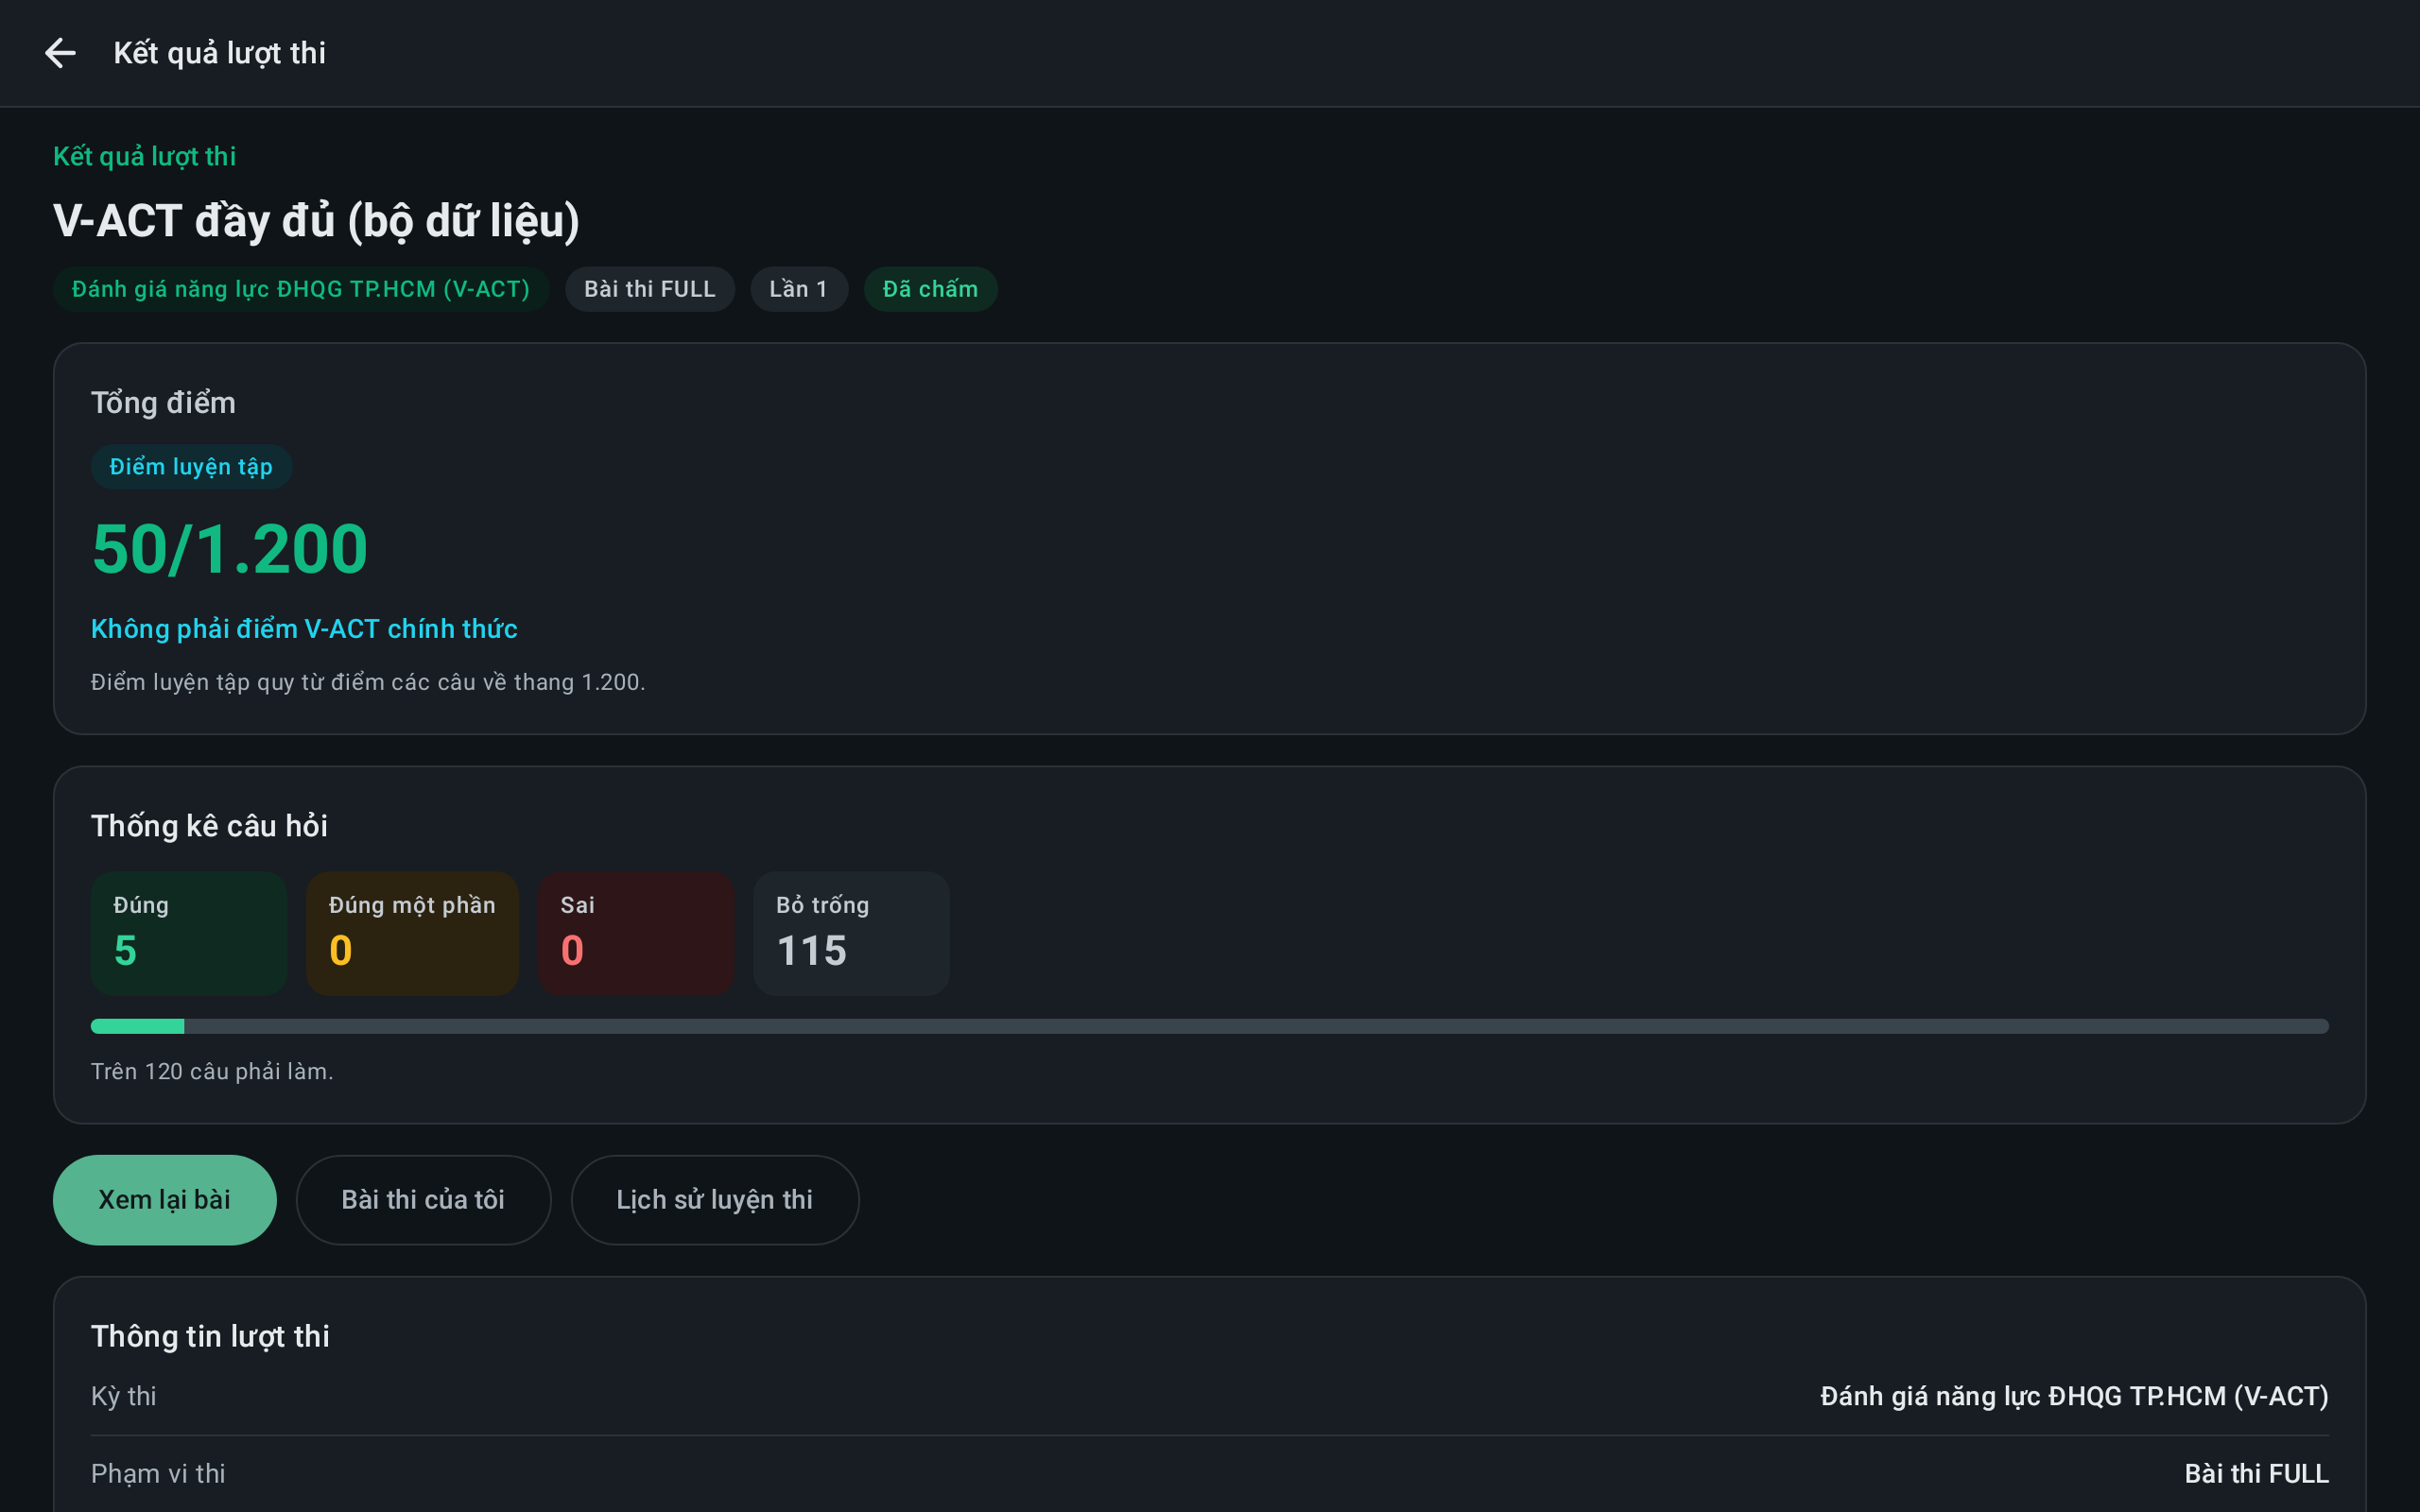 Kết quả lượt thi
Kết quả lượt thi
V-ACT đầy đủ (bộ dữ liệu)
Đánh giá năng lực ĐHQG TP.HCM (V-ACT) Bài thi FULL Lần 1 Đã chấm
Tổng điểm
Điểm luyện tập
50/1.200
Không phải điểm V-ACT chính thức
Điểm luyện tập quy từ điểm các câu về thang 1.200.
Thống kê câu hỏi
Đúng Đúng một phần Sai Bỏ trống
5 0 0 115
Trên 120 câu phải làm.
Xem lại bài Bài thi của tôi Lịch sử luyện thi
Thông tin lượt thi
Kỳ thi Đánh giá năng lực ĐHQG TP.HCM (V-ACT)
Phạm vi thi Bài thi FULL